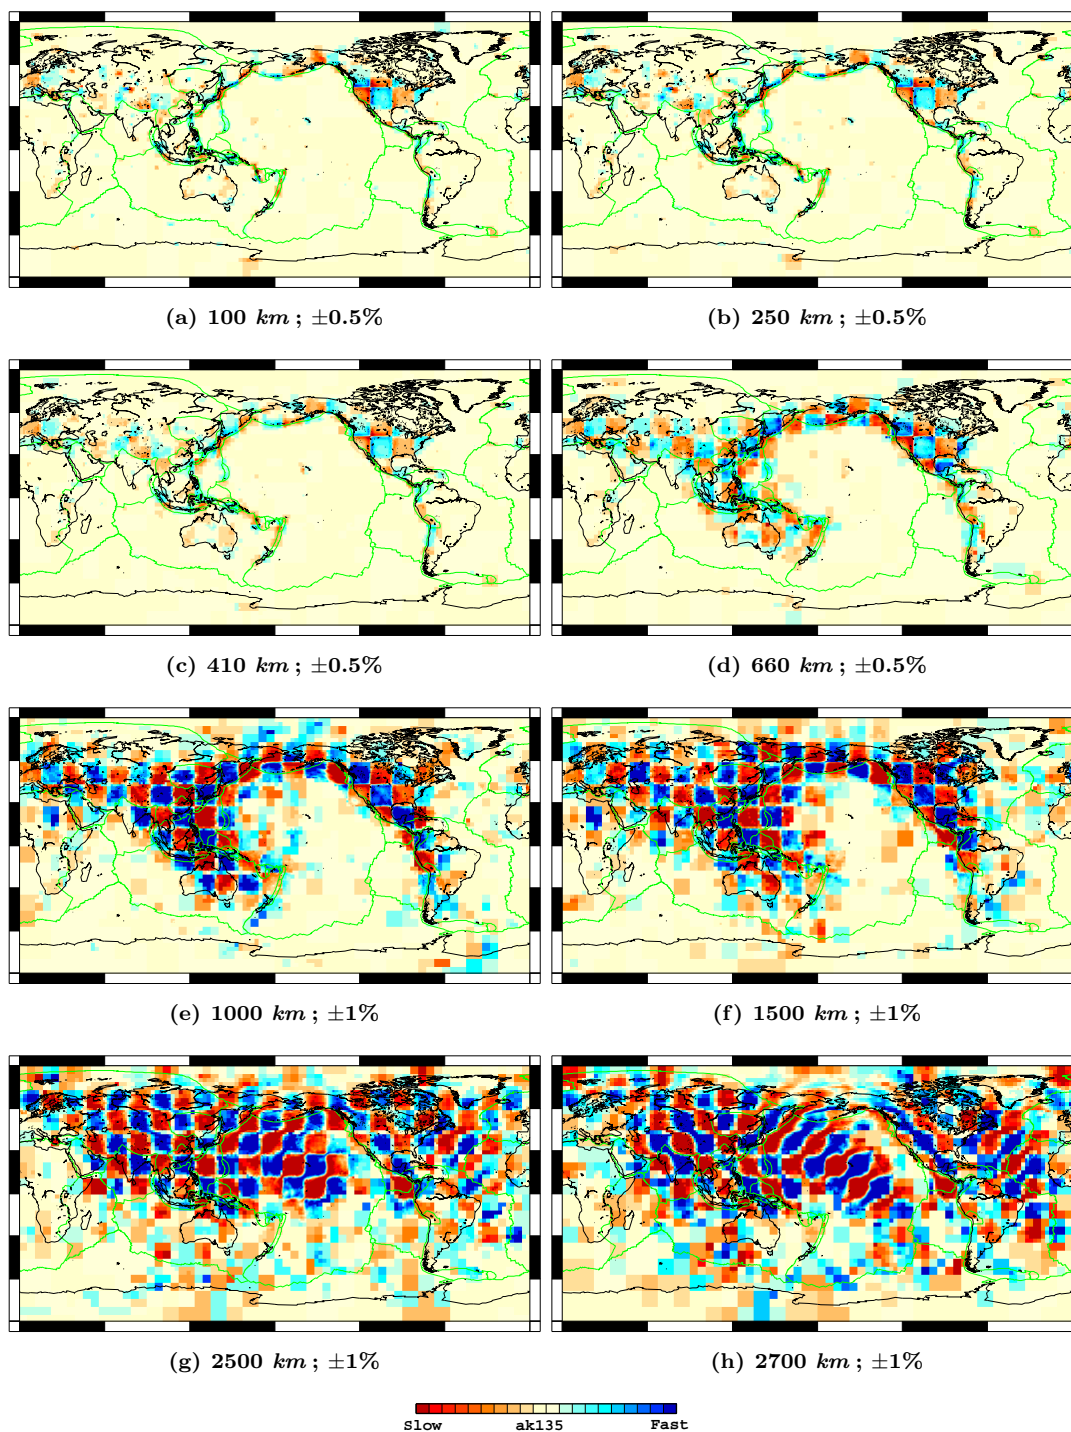 (a) 100 km ; ±0.5%
(b) 250 km ; ±0.5%
(c) 410 km ; ±0.5%
(d) 660 km ; ±0.5%
(e) 1000 km ; ±1%
(f) 1500 km ; ±1%
(g) 2500 km ; ±1%
(h) 2700 km ; ±1%
Slow ak135 Fast